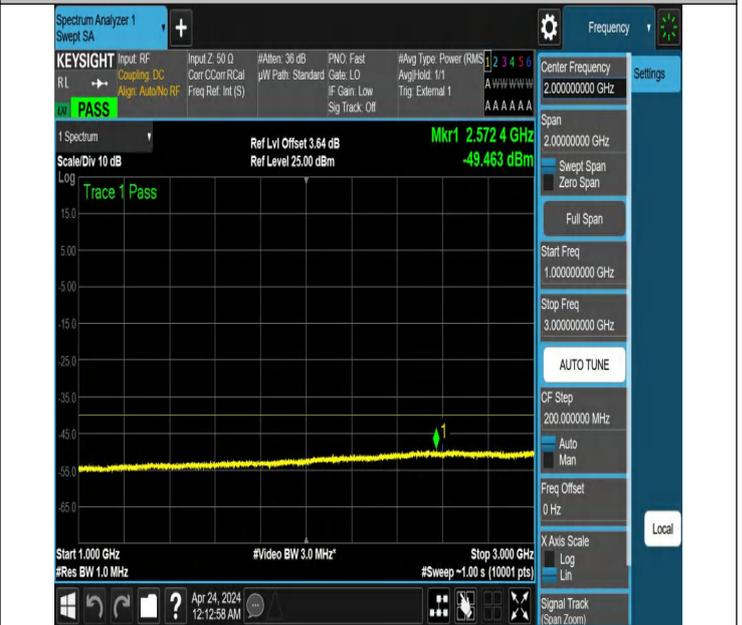 Spectrum Analyzer 1
Swept SA
+
Frequency
KEYSIGHT
RL
PASS
Input: RF
Coupling: DC
Align: Auto/No RF
Input Z: 50 Ω
Corr CCorr RCal
Freq Ref: Int (S)
#Atten: 36 dB
µW Path: Standard
PNO: Fast
Gate: LO
IF Gain: Low
Sig Track: Off
#Avg Type: Power (RMS
Avg|Hold: 1/1
Trig: External 1
1 2 3 4 5 6
A W W W W W
A A A A A A
1 Spectrum
Scale/Div 10 dB
Ref Lvl Offset 3.64 dB
Ref Level 25.00 dBm
Mkr1 2.572 4 GHz
-49.463 dBm
Log
Trace 1 Pass
15.0
5.00
-5.00
-15.0
-25.0
-35.0
-45.0
-55.0
-65.0
1
Start 1.000 GHz
#Res BW 1.0 MHz
#Video BW 3.0 MHz*
Stop 3.000 GHz
#Sweep ~1.00 s (10001 pts)
Center Frequency
2.000000000 GHz
Settings
Span
2.00000000 GHz
Swept Span
Zero Span
Full Span
Start Freq
1.000000000 GHz
Stop Freq
3.000000000 GHz
AUTO TUNE
CF Step
200.000000 MHz
Auto
Man
Freq Offset
0 Hz
X Axis Scale
Log
Lin
Local
Signal Track
(Span Zoom)
?
Apr 24, 2024
12:12:58 AM